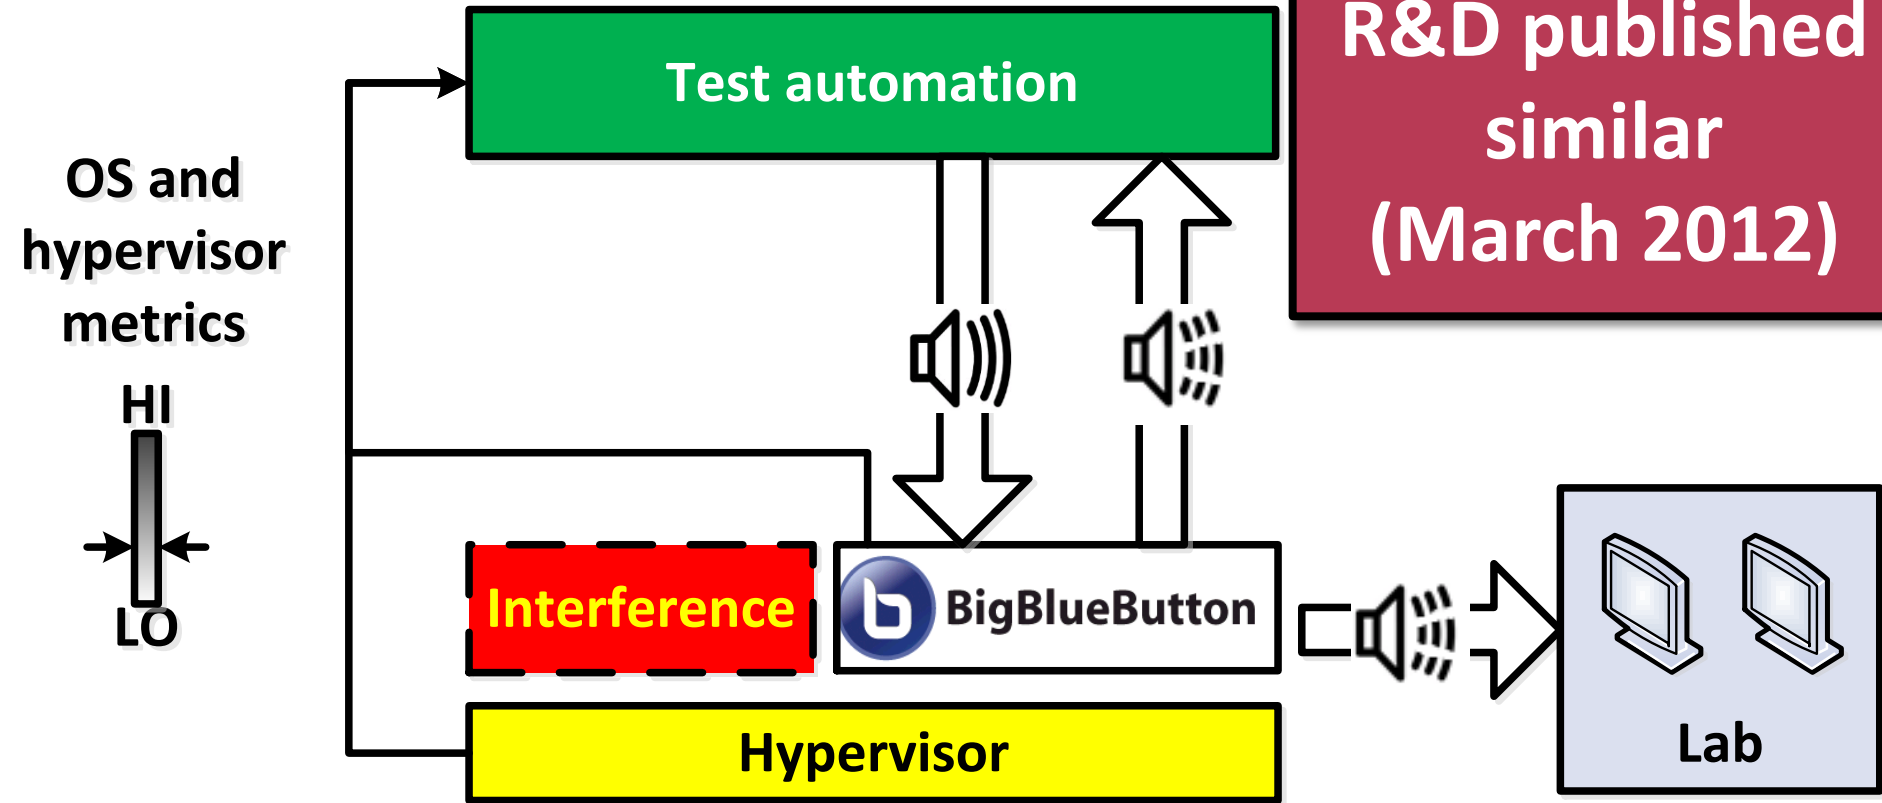 Test automation
R&D published
similar
(March 2012)
OS and
hypervisor
metrics
HI
LO
Interference
BigBlueButton
Hypervisor
Lab